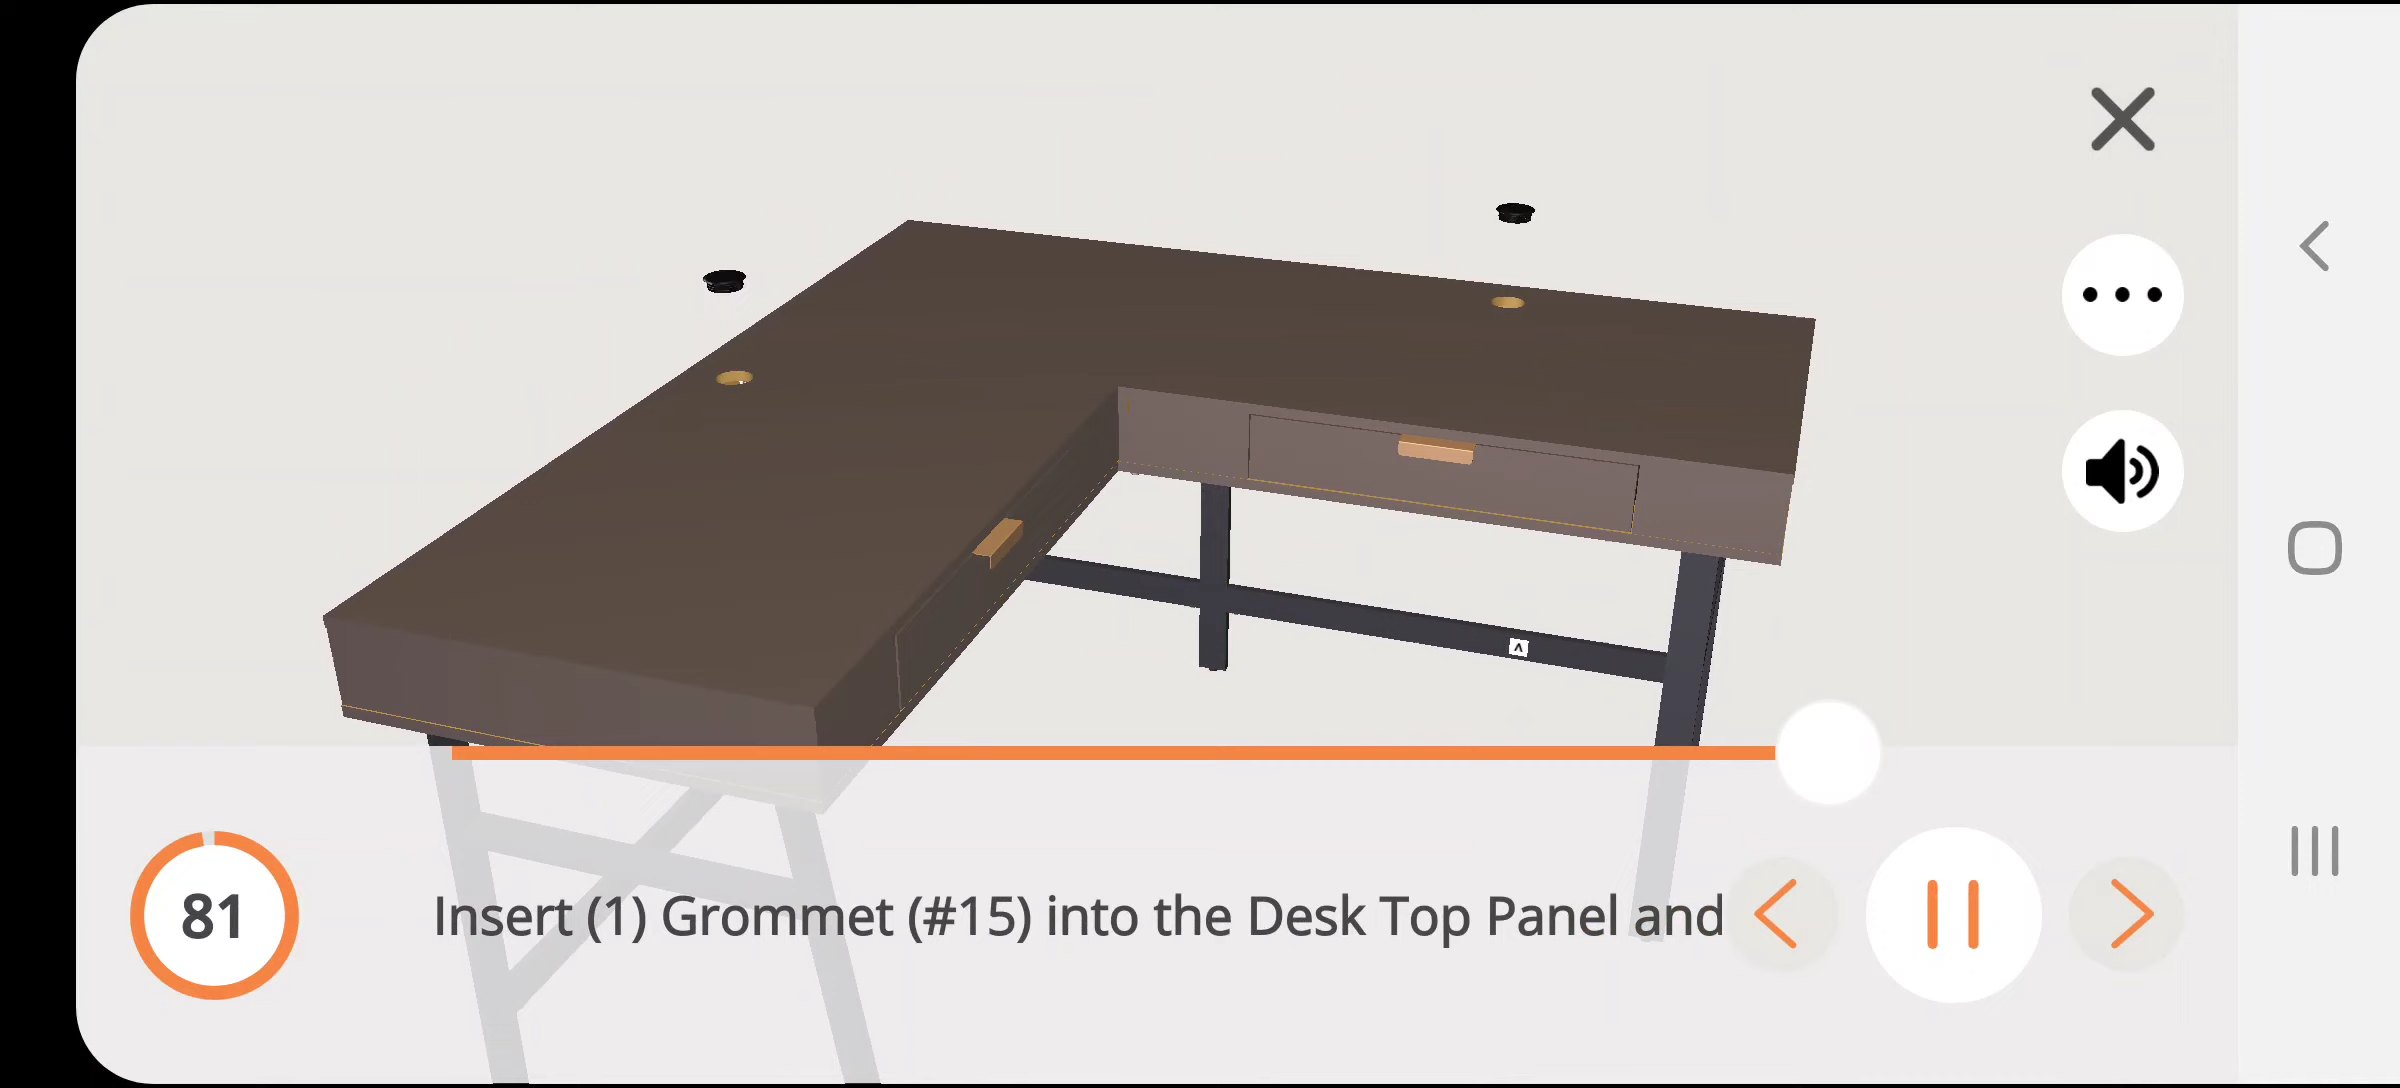 A
81
Insert (1) Grommet (#15) into the Desk Top Panel and